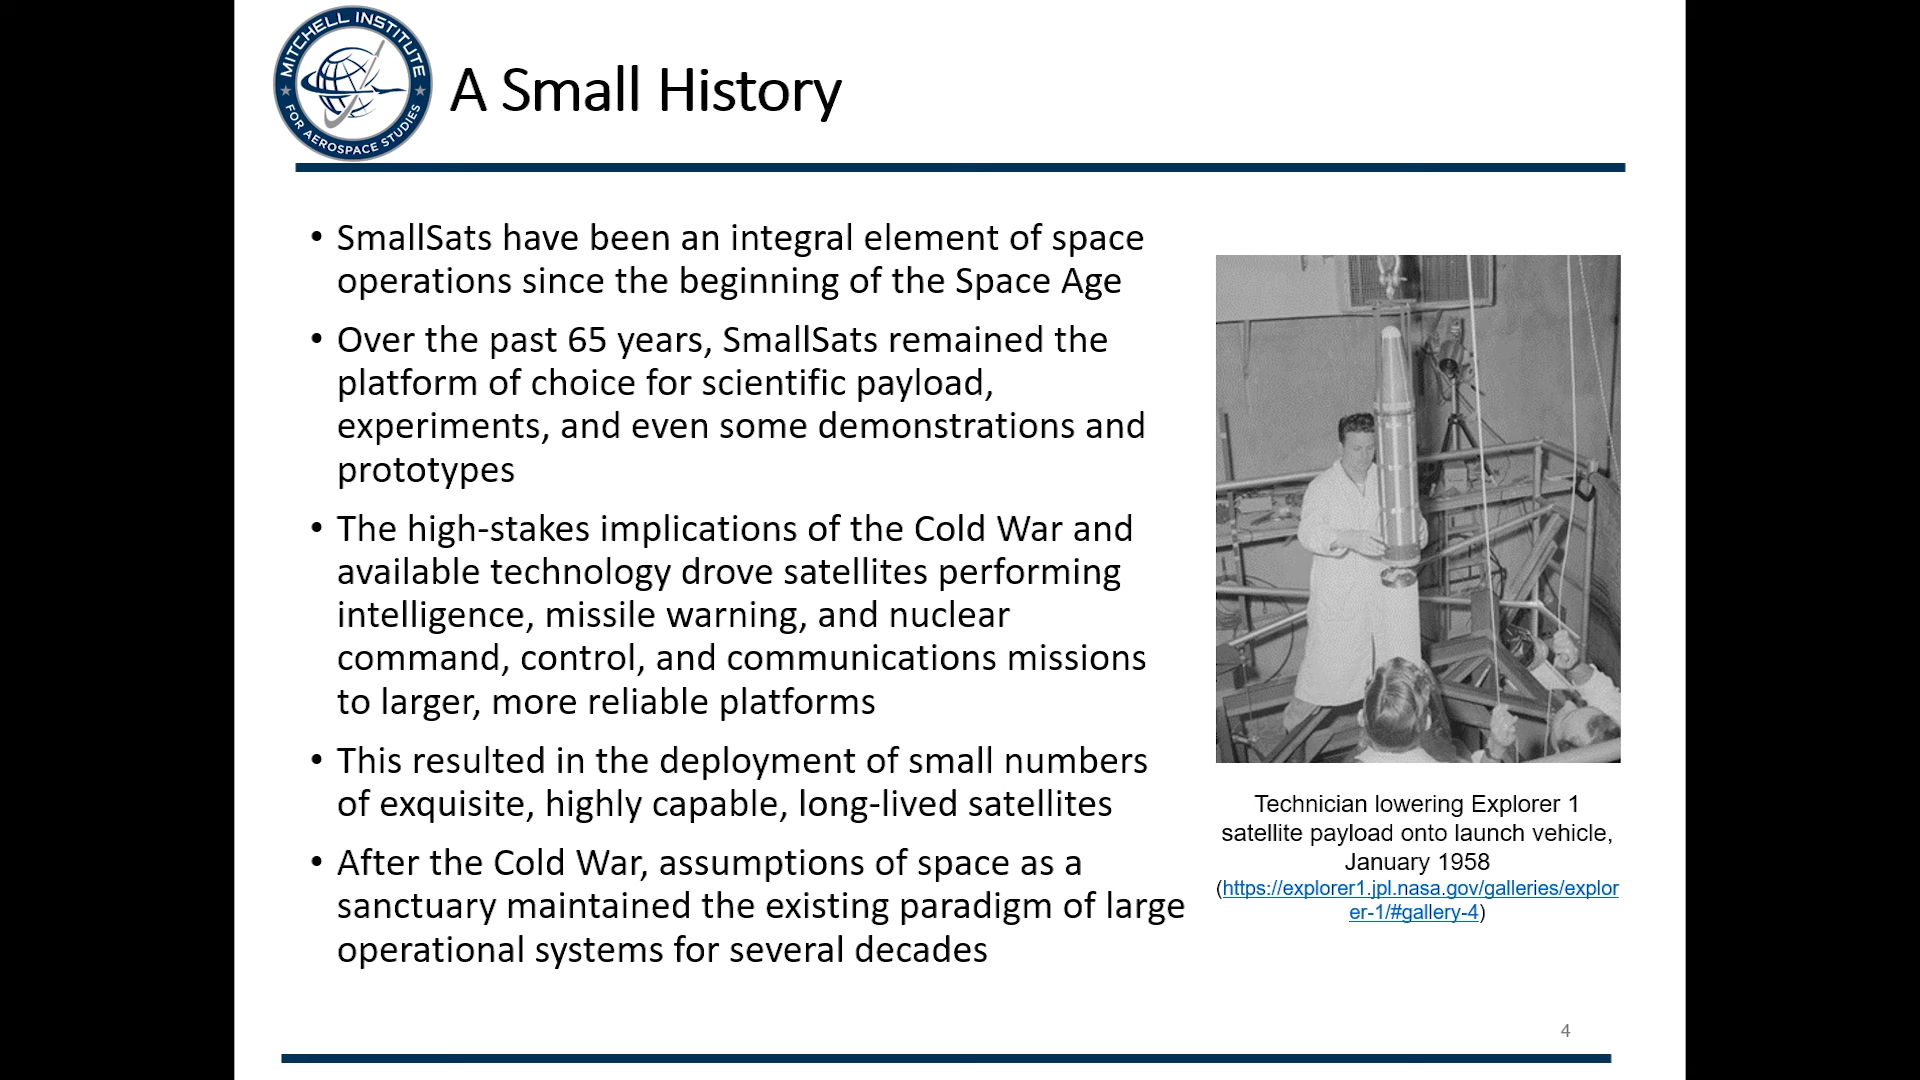 MITCHELL INSTITUTE
FOR AEROSPACE STUDIES
A Small History
• SmallSats have been an integral element of space
operations since the beginning of the Space Age
• Over the past 65 years, SmallSats remained the
platform of choice for scientific payload,
experiments, and even some demonstrations and
prototypes
• The high-stakes implications of the Cold War and
available technology drove satellites performing
intelligence, missile warning, and nuclear
command, control, and communications missions
to larger, more reliable platforms
• This resulted in the deployment of small numbers
of exquisite, highly capable, long-lived satellites
• After the Cold War, assumptions of space as a
sanctuary maintained the existing paradigm of large
operational systems for several decades
Technician lowering Explorer 1
satellite payload onto launch vehicle,
January 1958
(https://explorer1.jpl.nasa.gov/galleries/explor
er-1/#gallery-4)
4